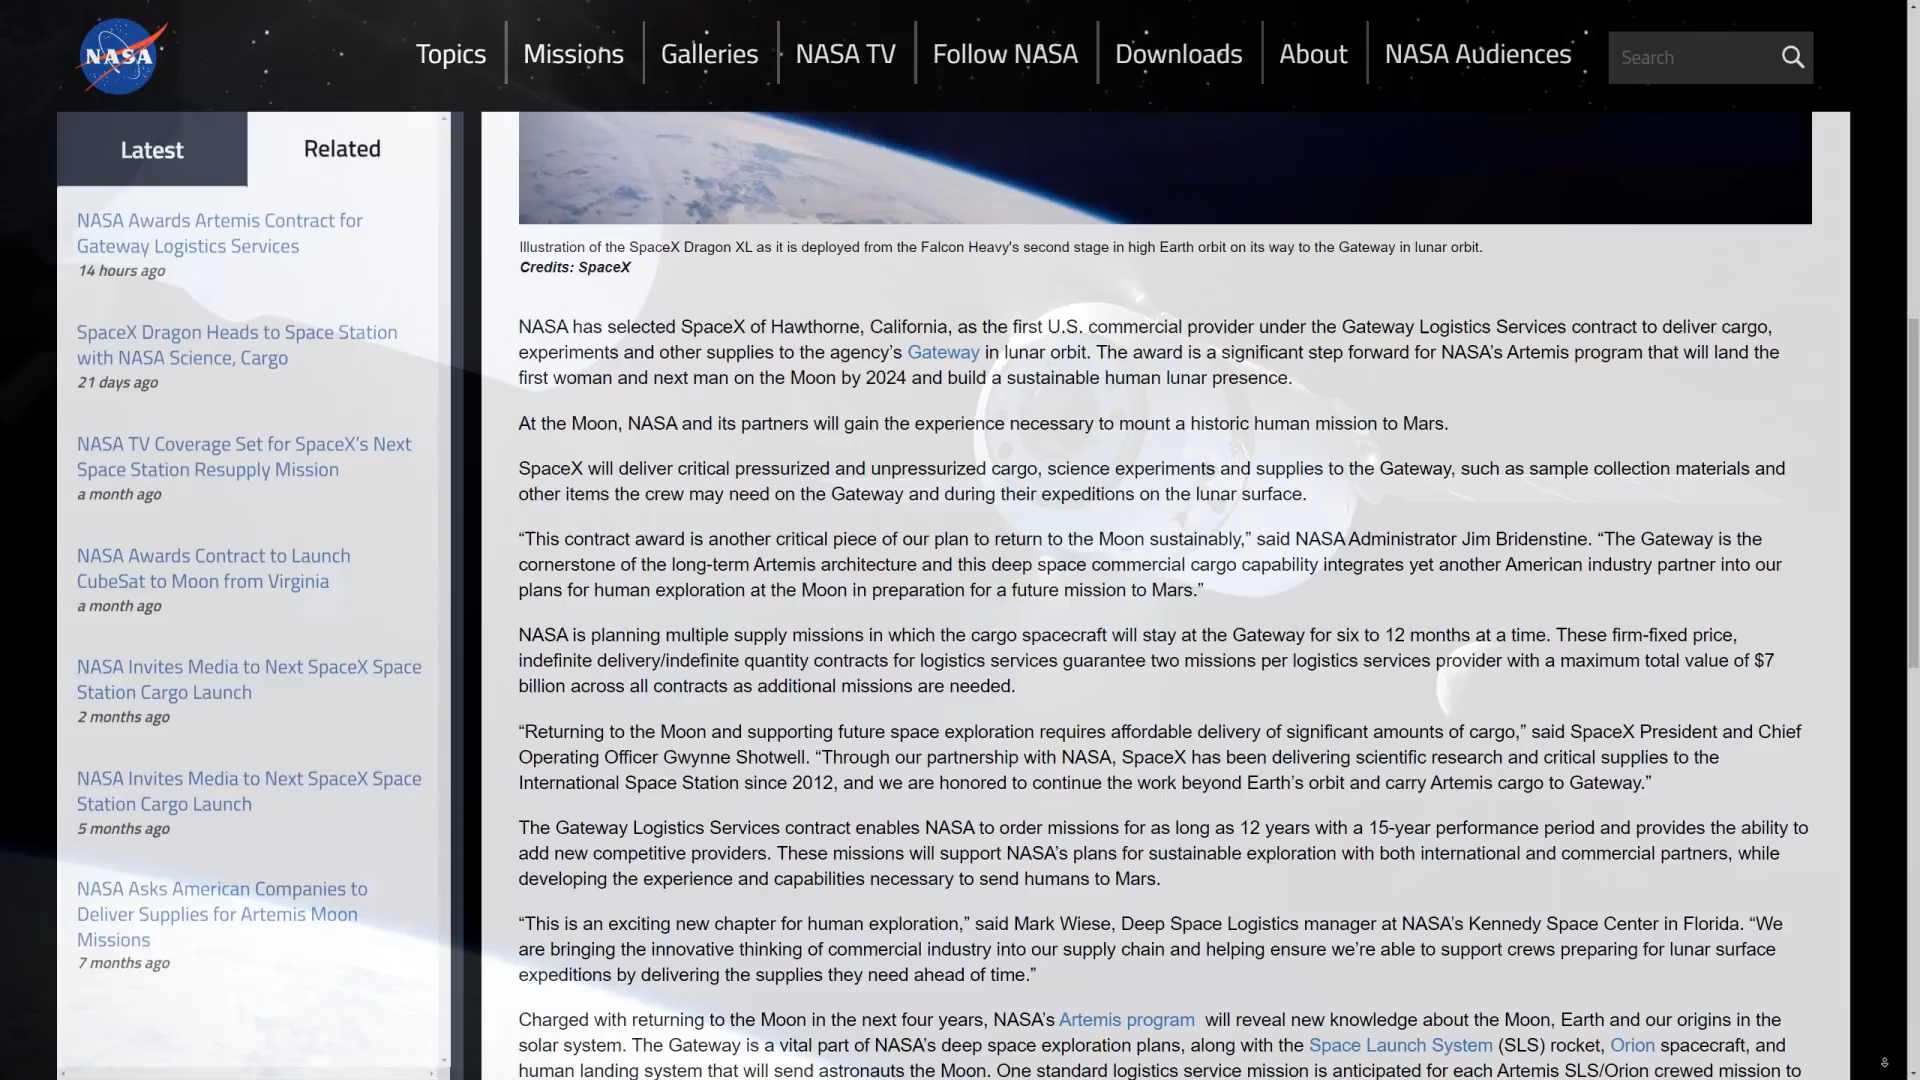 NASA
Topics
Missions
Galleries
NASA TV
Follow NASA
Downloads
About
NASA Audiences
Search
Latest
Related
NASA Awards Artemis Contract for
Gateway Logistics Services
14 hours ago
SpaceX Dragon Heads to Space Station
with NASA Science, Cargo
21 days ago
NASA TV Coverage Set for SpaceX’s Next
Space Station Resupply Mission
a month ago
NASA Awards Contract to Launch
CubeSat to Moon from Virginia
a month ago
NASA Invites Media to Next SpaceX Space
Station Cargo Launch
2 months ago
NASA Invites Media to Next SpaceX Space
Station Cargo Launch
5 months ago
NASA Asks American Companies to
Deliver Supplies for Artemis Moon
Missions
7 months ago
Illustration of the SpaceX Dragon XL as it is deployed from the Falcon Heavy's second stage in high Earth orbit on its way to the Gateway in lunar orbit.
Credits: SpaceX
NASA has selected SpaceX of Hawthorne, California, as the first U.S. commercial provider under the Gateway Logistics Services contract to deliver cargo,
experiments and other supplies to the agency’s Gateway in lunar orbit. The award is a significant step forward for NASA’s Artemis program that will land the
first woman and next man on the Moon by 2024 and build a sustainable human lunar presence.
At the Moon, NASA and its partners will gain the experience necessary to mount a historic human mission to Mars.
SpaceX will deliver critical pressurized and unpressurized cargo, science experiments and supplies to the Gateway, such as sample collection materials and
other items the crew may need on the Gateway and during their expeditions on the lunar surface.
“This contract award is another critical piece of our plan to return to the Moon sustainably,” said NASA Administrator Jim Bridenstine. “The Gateway is the
cornerstone of the long-term Artemis architecture and this deep space commercial cargo capability integrates yet another American industry partner into our
plans for human exploration at the Moon in preparation for a future mission to Mars.”
NASA is planning multiple supply missions in which the cargo spacecraft will stay at the Gateway for six to 12 months at a time. These firm-fixed price,
indefinite delivery/indefinite quantity contracts for logistics services guarantee two missions per logistics services provider with a maximum total value of $7
billion across all contracts as additional missions are needed.
“Returning to the Moon and supporting future space exploration requires affordable delivery of significant amounts of cargo,” said SpaceX President and Chief
Operating Officer Gwynne Shotwell. “Through our partnership with NASA, SpaceX has been delivering scientific research and critical supplies to the
International Space Station since 2012, and we are honored to continue the work beyond Earth’s orbit and carry Artemis cargo to Gateway.”
The Gateway Logistics Services contract enables NASA to order missions for as long as 12 years with a 15-year performance period and provides the ability to
add new competitive providers. These missions will support NASA’s plans for sustainable exploration with both international and commercial partners, while
developing the experience and capabilities necessary to send humans to Mars.
“This is an exciting new chapter for human exploration,” said Mark Wiese, Deep Space Logistics manager at NASA’s Kennedy Space Center in Florida. “We
are bringing the innovative thinking of commercial industry into our supply chain and helping ensure we’re able to support crews preparing for lunar surface
expeditions by delivering the supplies they need ahead of time.”
Charged with returning to the Moon in the next four years, NASA’s Artemis program will reveal new knowledge about the Moon, Earth and our origins in the
solar system. The Gateway is a vital part of NASA’s deep space exploration plans, along with the Space Launch System (SLS) rocket, Orion spacecraft, and
human landing system that will send astronauts the Moon. One standard logistics service mission is anticipated for each Artemis SLS/Orion crewed mission to